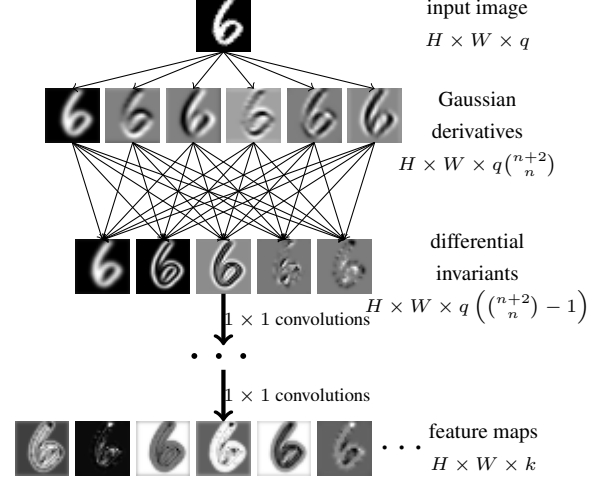 input image
H × W × q
Gaussian
derivatives
H × W × q(n+2 n)
differential
invariants
H × W × q ((n+2 n) − 1)
1 × 1 convolutions
· · ·
1 × 1 convolutions
· · · feature maps
H × W × k